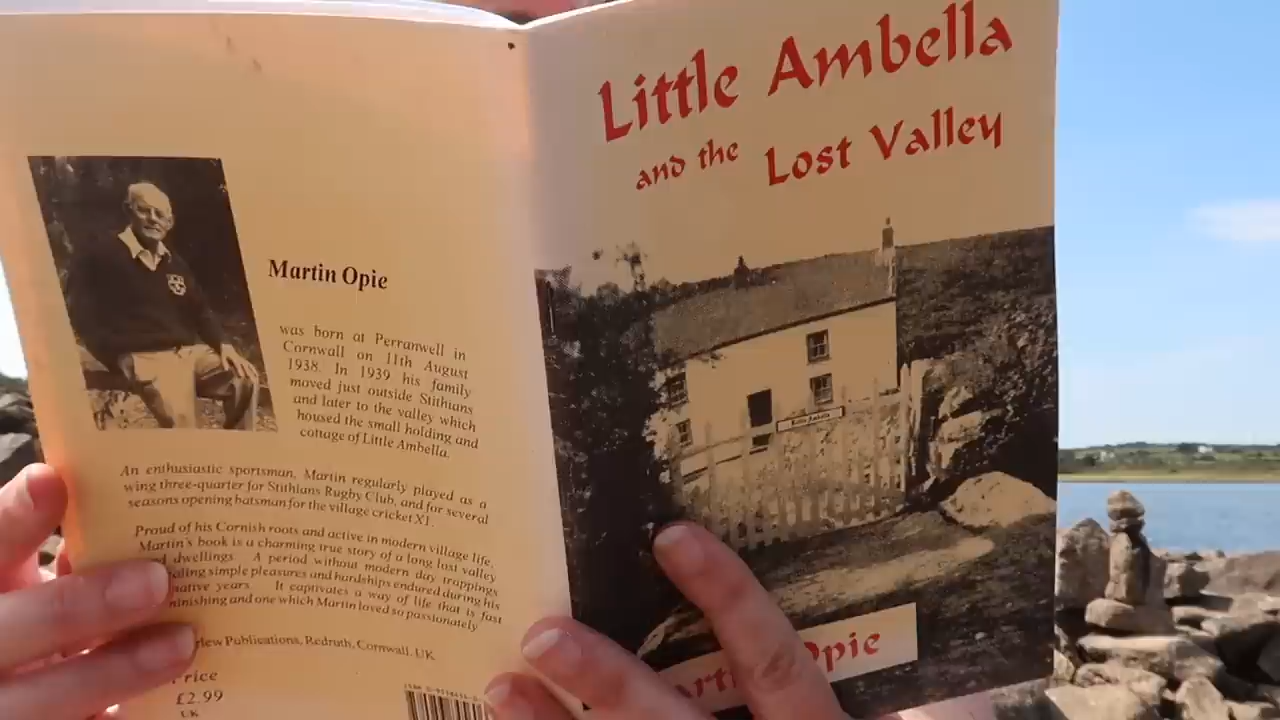 Martin Opie
was born at Perranwell in
Cornwall on 11th August
1938. In 1939 his family
moved just outside Stithians
and later to the valley which
housed the small holding and
cottage of Little Ambella.
An enthusiastic sportsman, Martin regularly played as a
wing three-quarter for Stithians Rugby Club, and for several
seasons opening batsman for the village cricket X1.
Proud of his Cornish roots and active in modern village life,
Martin's book is a charming true story of a long lost valley
dwellings. A period without modern day trappings
simple pleasures and hardships endured during his
years. It captivates a way of life that is fast
and one which Martin loved so passionately
Publications, Redruth, Cornwall. UK
Price
£2.99
UK
Little Ambella
and the Lost Valley
Little Ambella
Opie